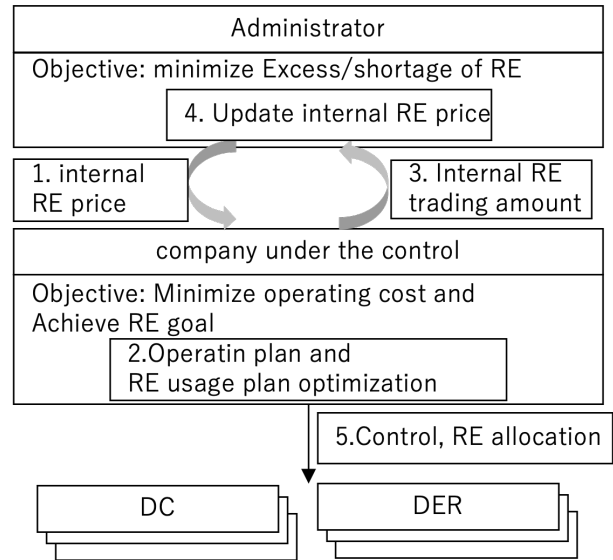 Administrator
Objective: minimize Excess/shortage of RE
4. Update internal RE price
1. internal
RE price
3. Internal RE
trading amount
company under the control
Objective: Minimize operating cost and
Achieve RE goal
2.Operatin plan and
RE usage plan optimization
5.Control, RE allocation
DC
DER